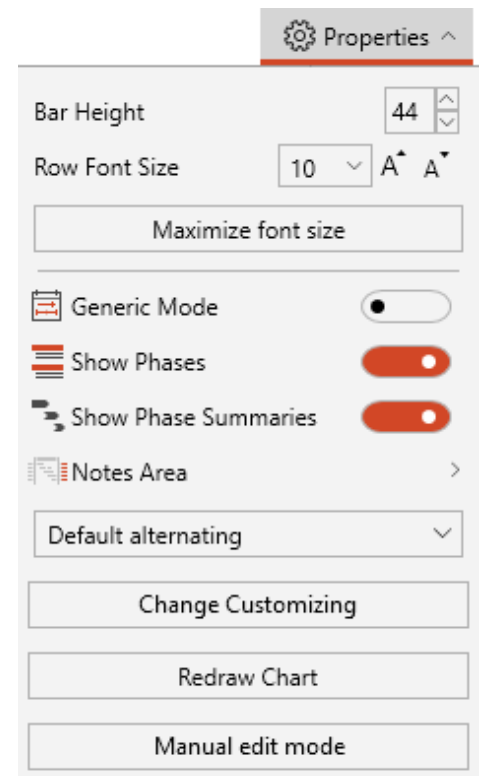 Properties
Bar Height 44
Row Font Size 10 A A
Maximize font size
Generic Mode
Show Phases
Show Phase Summaries
Notes Area
Default alternating
Change Customizing
Redraw Chart
Manual edit mode